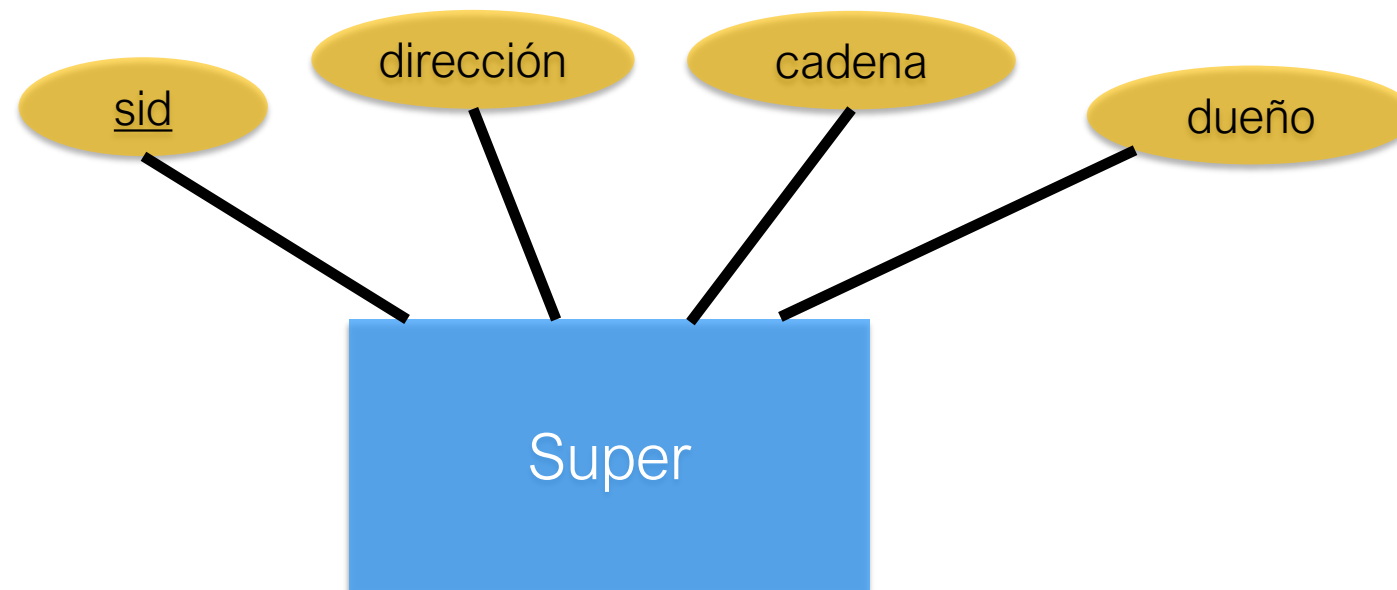 sid
dirección
cadena
dueño
Super